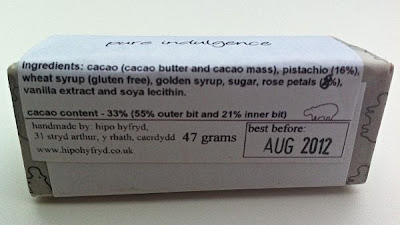 pure indulgence
Ingredients: cacao (cacao butter and cacao mass), pistachio (16%),
wheat syrup (gluten free), golden syrup, sugar, rose petals ( %),
vanilla extract and soya lecithin.
cacao content - 33% (55% outer bit and 21% inner bit)
handmade by: hipo hyfryd,
31 stryd arthur, y rhath, caerdydd
www.hipohyfryd.co.uk
47 grams
best before:
AUG 2012